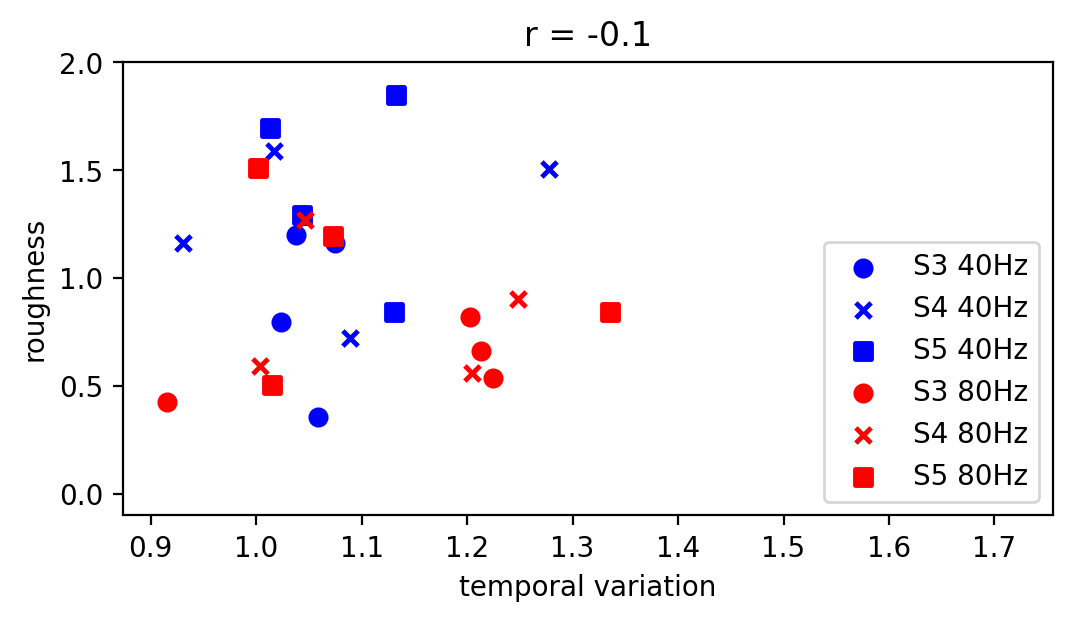 r = -0.1
2.0
1.5
1.0
0.5
0.0
roughness
S3 40Hz
S4 40Hz
S5 40Hz
S3 80Hz
S4 80Hz
S5 80Hz
0.9 1.0 1.1 1.2 1.3 1.4 1.5 1.6 1.7
temporal variation